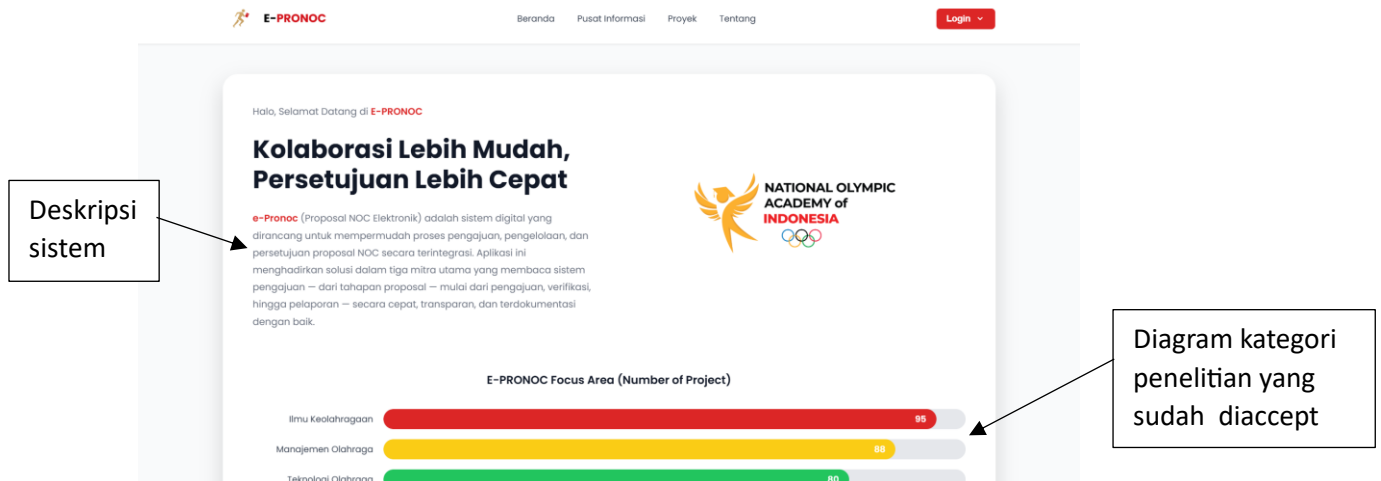 E-PRONOC
Beranda Pusat Informasi Proyek Tentang
Login
Halo, Selamat Datang di E-PRONOC
Kolaborasi Lebih Mudah,
Persetujuan Lebih Cepat
e-Pronoc (Proposal NOC Elektronik) adalah sistem digital yang
dirancang untuk mempermudah proses pengajuan, pengelolaan, dan
persetujuan proposal NOC secara terintegrasi. Aplikasi ini
menghadirkan solusi dalam tiga mitra utama yang membaca sistem
pengajuan — dari tahapan proposal — mulai dari pengajuan, verifikasi,
hingga pelaporan — secara cepat, transparan, dan terdokumentasi
dengan baik.
NATIONAL OLYMPIC
ACADEMY of
INDONESIA
Deskripsi
sistem
Diagram kategori
penelitian yang
sudah diaccept
E-PRONOC Focus Area (Number of Project)
Ilmu Keolahragaan 95
Manajemen Olahraga 88
Teknologi Olahraga 80